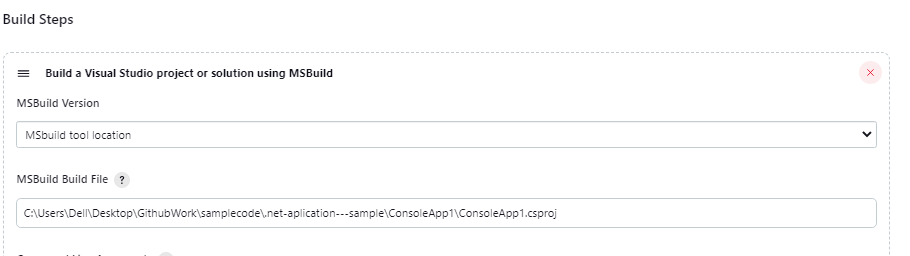 Build Steps
Build a Visual Studio project or solution using MSBuild
MSBuild Version
MSbuild tool location
MSBuild Build File ?
C:\Users\Dell\Desktop\GithubWork\samplecode\.net-aplication---sample\ConsoleApp1\ConsoleApp1.csproj